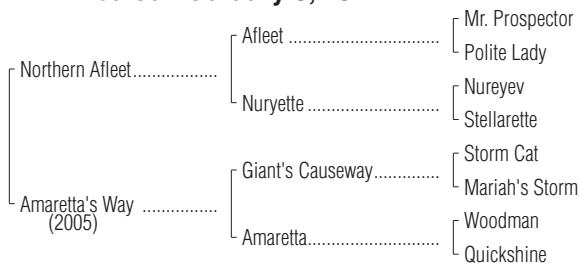 Mr. Prospector
Afleet
Polite Lady
Northern Afleet
Nureyev
Nuryette
Stellarette
Storm Cat
Giant's Causeway
Mariah's Storm
Amaretta's Way
(2005)
Woodman
Amaretta
Quickshine